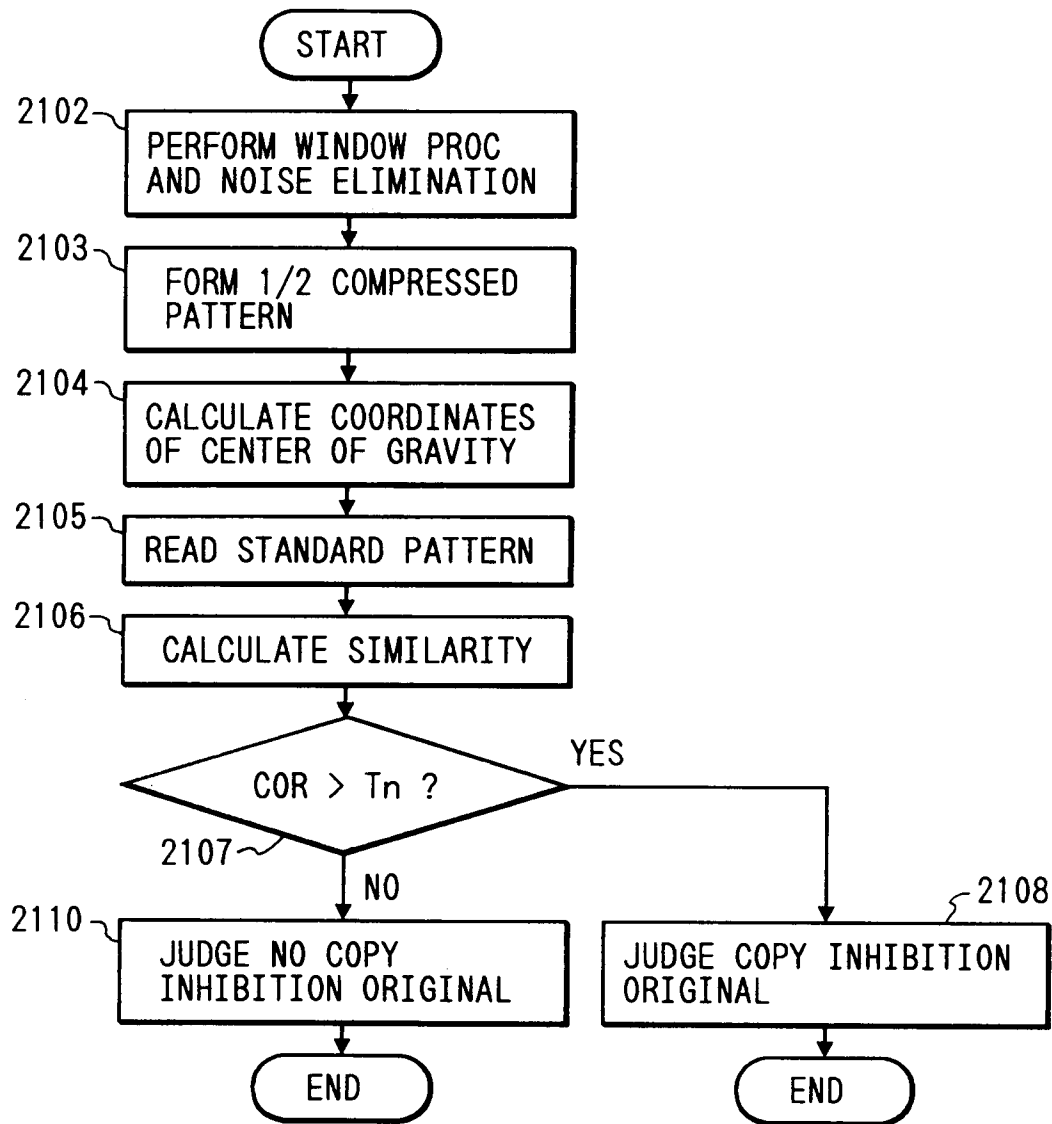 START
2102
PERFORM WINDOW PROC
AND NOISE ELIMINATION
2103
FORM 1/2 COMPRESSED
PATTERN
2104
CALCULATE COORDINATES
OF CENTER OF GRAVITY
2105
READ STANDARD PATTERN
2106
CALCULATE SIMILARITY
COR > Tn ?
YES
2107
NO
2110
JUDGE NO COPY
INHIBITION ORIGINAL
2108
JUDGE COPY INHIBITION
ORIGINAL
END
END